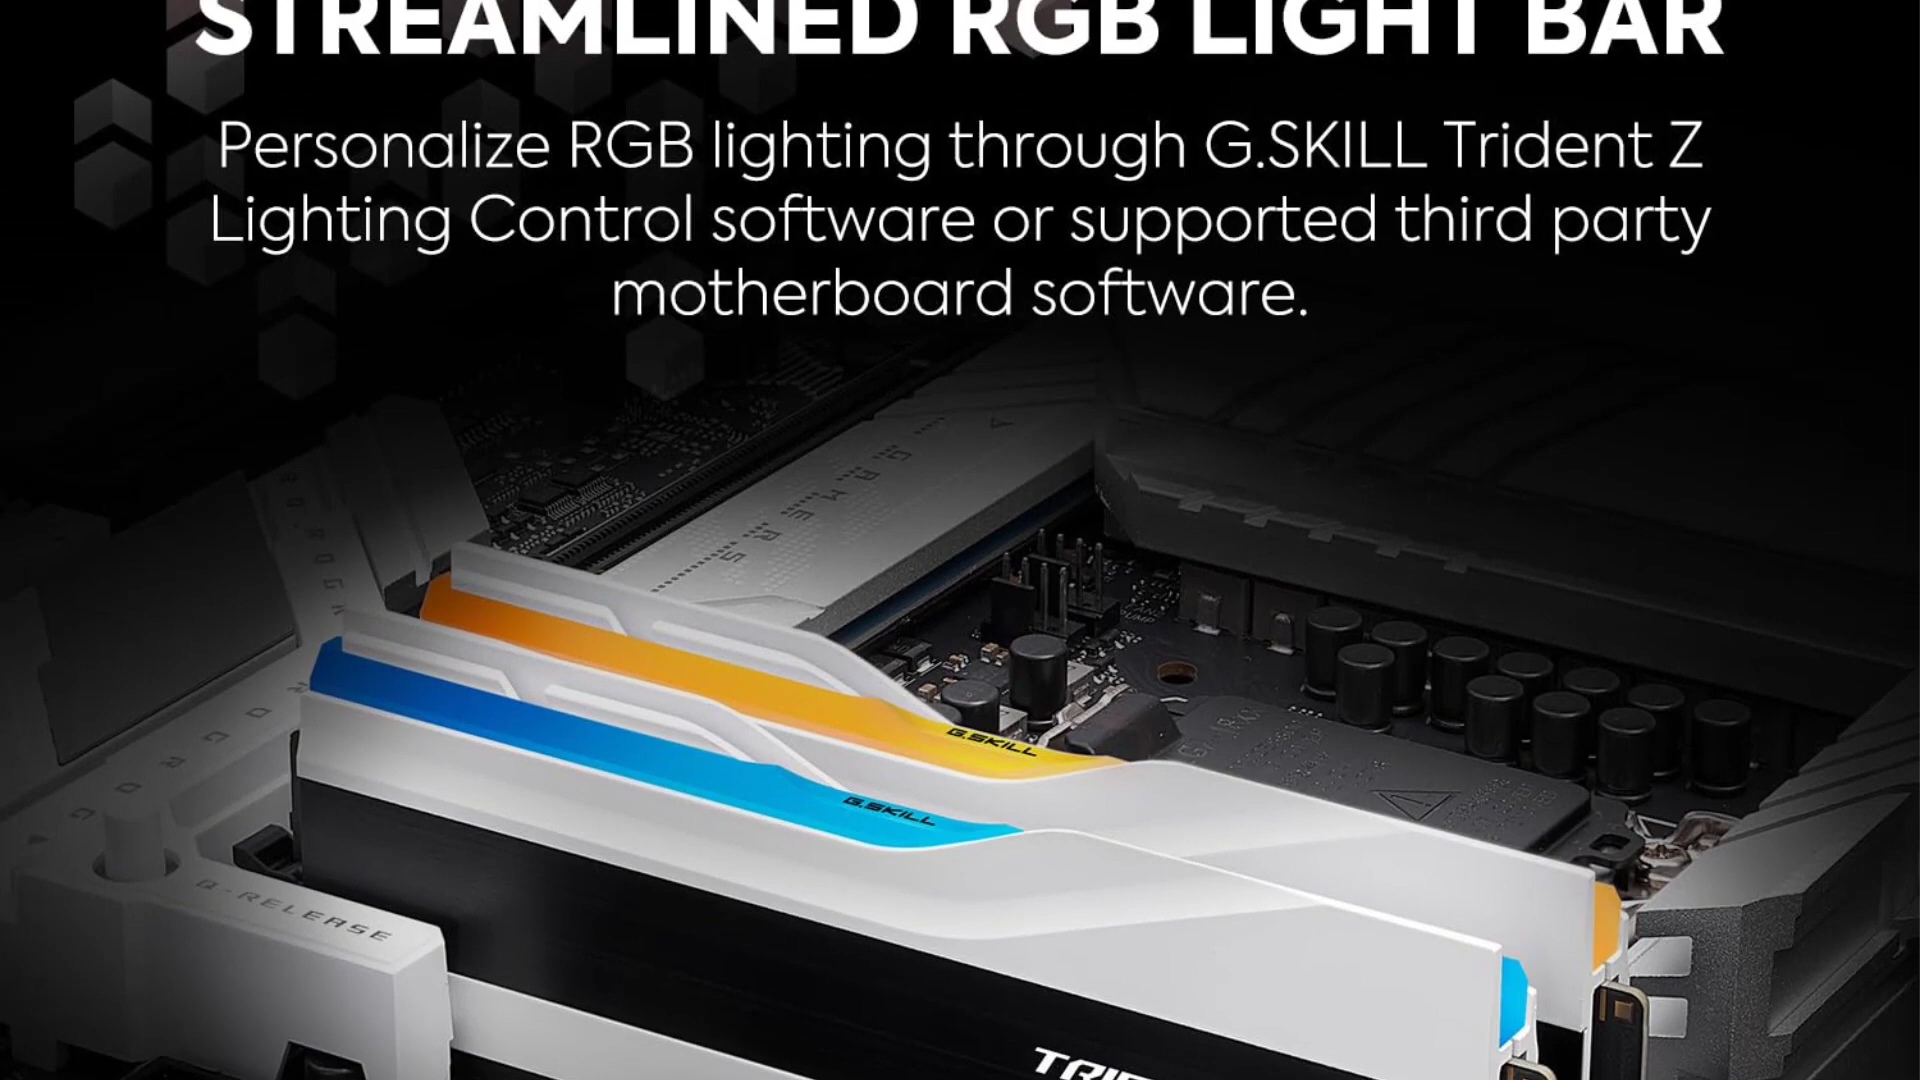 STREAMLINED RGB LIGHT BAR
Personalize RGB lighting through G.SKILL Trident Z
Lighting Control software or supported third party
motherboard software.
GAMERS
G.SKILL
G.SKILL
Q-RELEASE